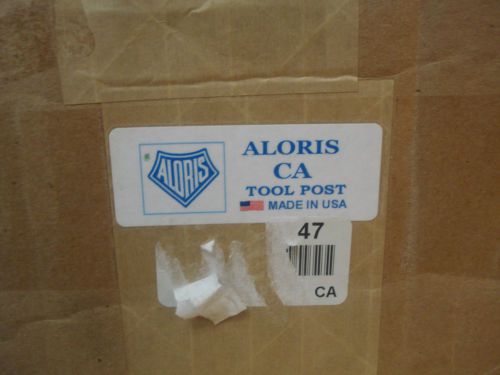 ALORIS
ALORIS
CA
TOOL POST
MADE IN USA
47
CA